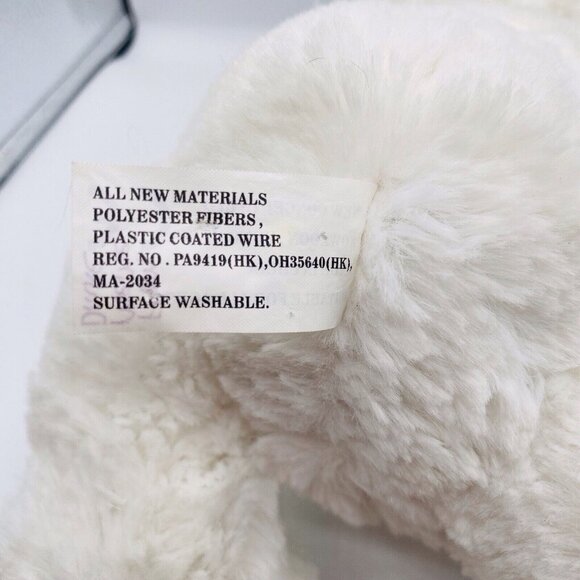 ALL NEW MATERIALS
POLYESTER FIBERS,
PLASTIC COATED WIRE
REG. NO. PA9419(HK),OH35640(HK),
MA-2034
SURFACE WASHABLE.